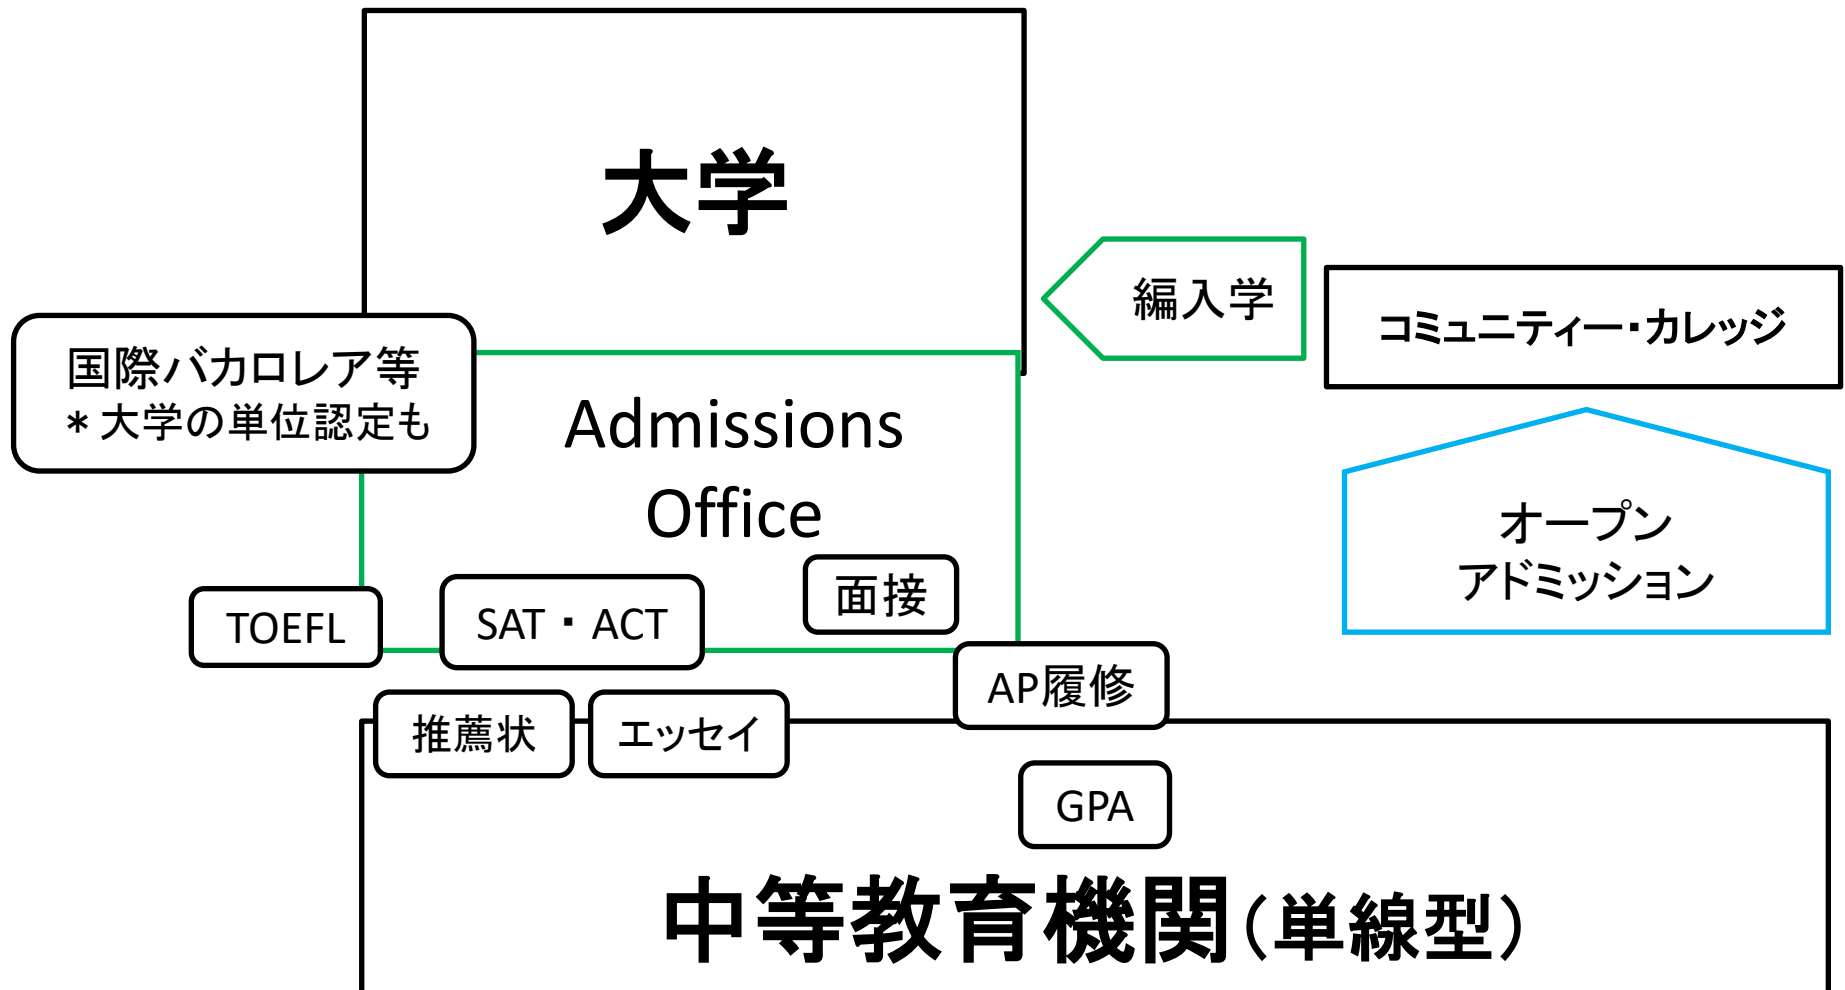 大学
編入学
コミュニティー・カレッジ
国際バカロレア等
*大学の単位認定も
Admissions
Office
オープン
アドミッション
面接
TOEFL
SAT・ACT
AP履修
推薦状
エッセイ
GPA
中等教育機関(単線型)